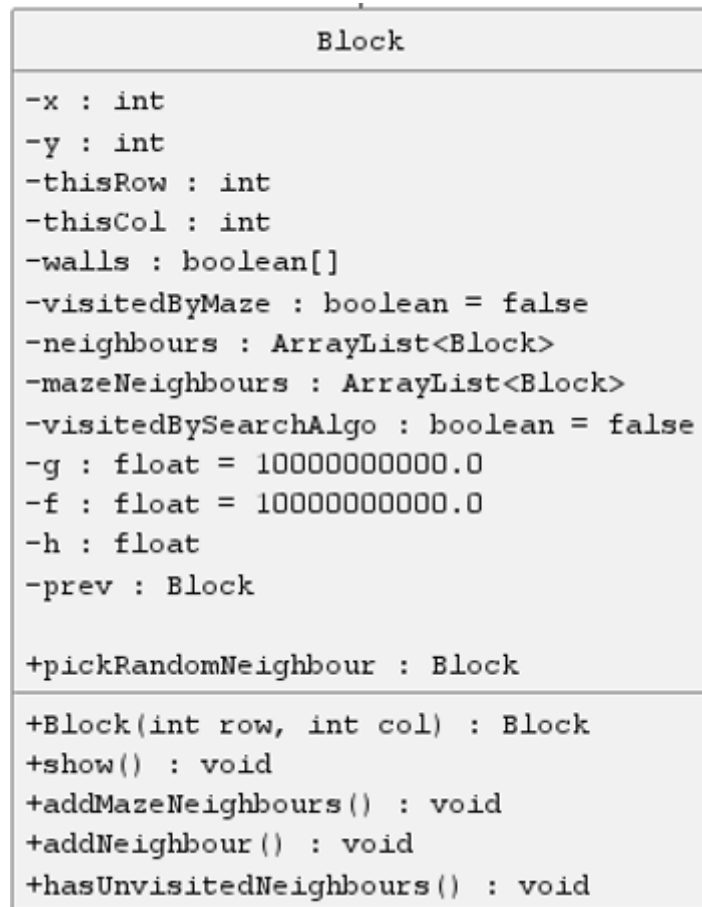 Block
-x : int
-y : int
-thisRow : int
-thisCol : int
-walls : boolean[]
-visitedByMaze : boolean = false
-neighbours : ArrayList<Block>
-mazeNeighbours : ArrayList<Block>
-visitedBySearchAlgo : boolean = false
-g : float = 10000000000.0
-f : float = 10000000000.0
-h : float
-prev : Block
+pickRandomNeighbour : Block
+Block(int row, int col) : Block
+show() : void
+addMazeNeighbours() : void
+addNeighbour() : void
+hasUnvisitedNeighbours() : void